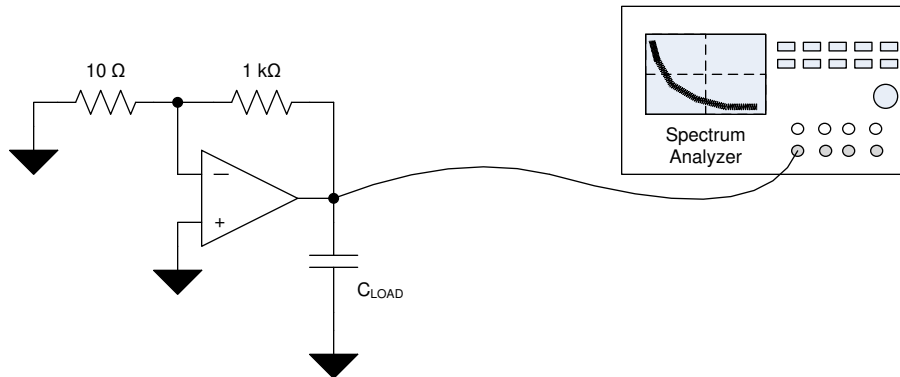 10 Ω
1 kΩ
Spectrum
Analyzer
−
+
CLOAD